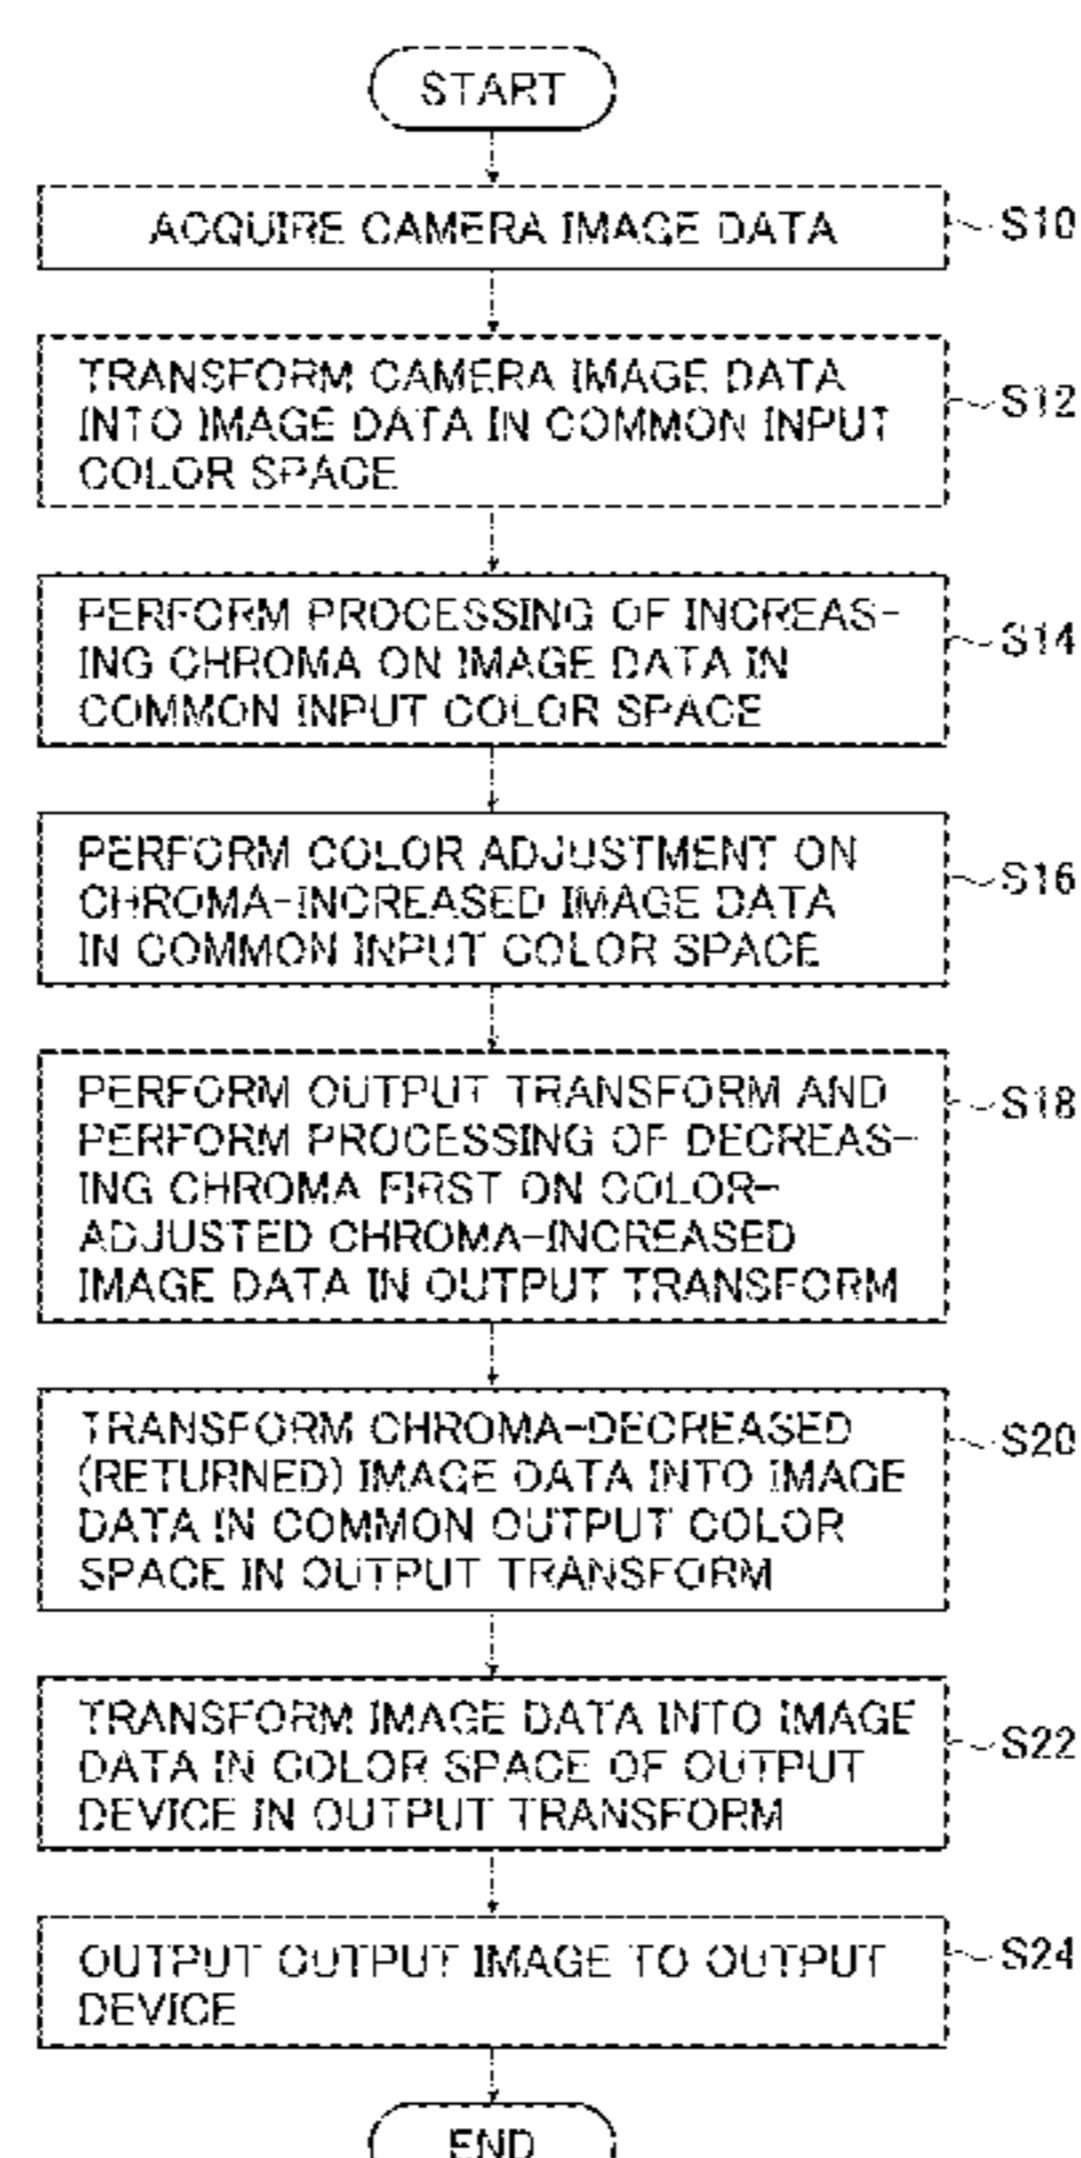 START
ACQUIRE CAMERA IMAGE DATA
S10
TRANSFORM CAMERA IMAGE DATA
INTO IMAGE DATA IN COMMON INPUT
COLOR SPACE
S12
PERFORM PROCESSING OF INCREAS-
ING CHROMA ON IMAGE DATA IN
COMMON INPUT COLOR SPACE
S14
PERFORM COLOR ADJUSTMENT ON
CHROMA-INCREASED IMAGE DATA
IN COMMON INPUT COLOR SPACE
S16
PERFORM OUTPUT TRANSFORM AND
PERFORM PROCESSING OF DECREAS-
ING CHROMA FIRST ON COLOR-
ADJUSTED CHROMA-INCREASED
IMAGE DATA IN OUTPUT TRANSFORM
S18
TRANSFORM CHROMA-DECREASED
(RETURNED) IMAGE DATA INTO IMAGE
DATA IN COMMON OUTPUT COLOR
SPACE IN OUTPUT TRANSFORM
S20
TRANSFORM IMAGE DATA INTO IMAGE
DATA IN COLOR SPACE OF OUTPUT
DEVICE IN OUTPUT TRANSFORM
S22
OUTPUT OUTPUT IMAGE TO OUTPUT
DEVICE
S24
END